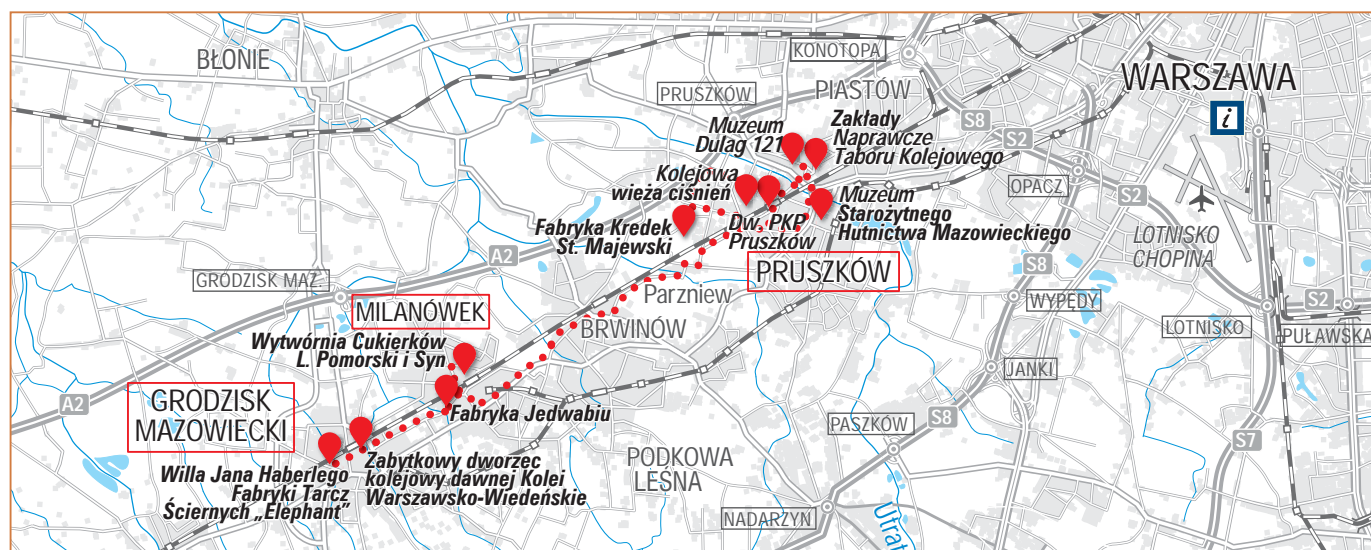 BŁONIE
KONOTOPA
WARSZAWA
i
PRUSZKÓW
PIASTÓW
Muzeum
Dulag 121
Zakłady
Naprawcze
Taboru Kolejowego
S8
S2
S8
OPACZ
S2
Kolejowa
wieża ciśnień
Muzeum
Starożytnego
Hutnictwa Mazowieckiego
Fabryka Kredek
St. Majewski
Dw. PKP
Pruszków
LOTNISKO
CHOPINA
A2
PRUSZKÓW
S8
GRODZISK MAZ.
Parzniew
WYPĘDY
S2
MILANÓWEK
BRWINÓW
LOTNISKO
PUŁAWSKA
Wytwórnia Cukierków
L. Pomorski i Syn
JANKI
A2
GRODZISK
MAZOWIECKI
Fabryka Jedwabiu
S8
PASZKÓW
S7
Willa Jana Haberlego
Fabryki Tarcz
Ściernych „Elephant”
Zabytkowy dworzec
kolejowy dawnej Kolei
Warszawsko-Wiedeńskie
PODKOWA
LEŚNA
NADARZYN
Utrat